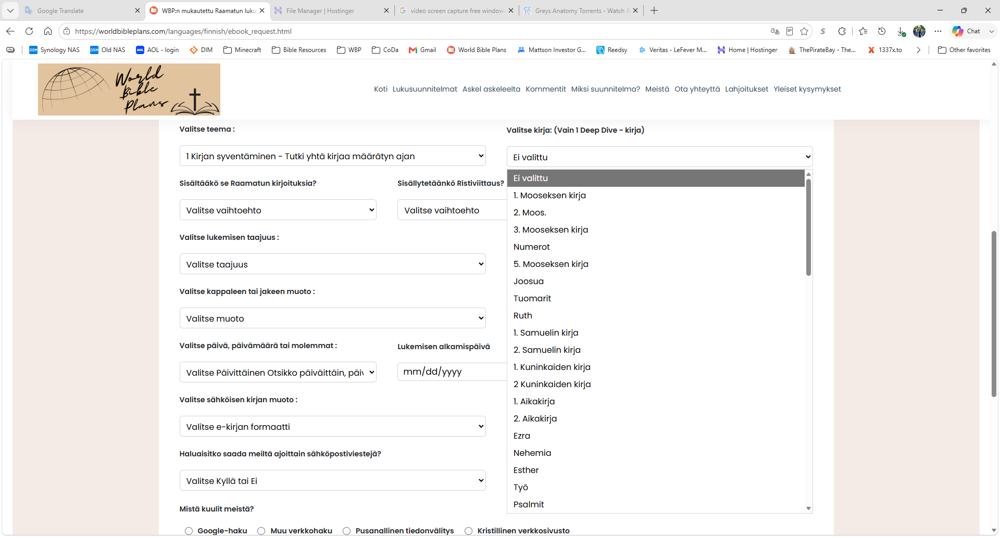 Google Translate
WBP:n mukautettu Raamatun luku
File Manager | Hostinger
video screen capture free windows
Greys Anatomy Torrents - Watch &
https://worldbibleplans.com/languages/finnish/ebook_request.html
Chat
Synology NAS
Old NAS
AOL - login
DIM
Minecraft
Bible Resources
WBP
CoDa
Gmail
World Bible Plans
Mattson Investor G...
Reedsy
Veritas - LeFever M...
Home | Hostinger
ThePirateBay - The...
1337x.to
Other favorites
World
Bible
Plans
Koti Lukusuunnitelmat Askel askeleelta Kommentit Miksi suunnitelma? Meistä Ota yhteyttä Lahjoitukset Yleiset kysymykset
Valitse teema :
1 Kirjan syventäminen - Tutki yhtä kirjaa määrätyn ajan
Valitse kirja: (Vain 1 Deep Dive - kirja)
Ei valittu
Sisältääkö se Raamatun kirjoituksia?
Valitse vaihtoehto
Sisällytetäänkö Ristiviittaus?
Valitse vaihtoehto
Valitse lukemisen taajuus :
Valitse taajuus
Valitse kappaleen tai jakeen muoto :
Valitse muoto
Valitse päivä, päivämäärä tai molemmat :
Valitse Päivittäinen Otsikko päiväittäin, päiv
Lukemisen alkamispäivä
mm/dd/yyyy
Valitse sähköisen kirjan muoto :
Valitse e-kirjan formaatti
Haluaisitko saada meiltä ajoittain sähköpostiviestejä?
Valitse Kyllä tai Ei
Ei valittu
1. Mooseksen kirja
2. Moos.
3. Mooseksen kirja
Numerot
5. Mooseksen kirja
Joosua
Tuomarit
Ruth
1. Samuelin kirja
2. Samuelin kirja
1. Kuninkaiden kirja
2 Kuninkaiden kirja
1. Aikakirja
2. Aikakirja
Ezra
Nehemia
Esther
Työ
Psalmit
Mistä kuulit meistä?
Google-haku
Muu verkkohaku
Pusanallinen tiedonvälitys
Kristillinen verkkosivusto